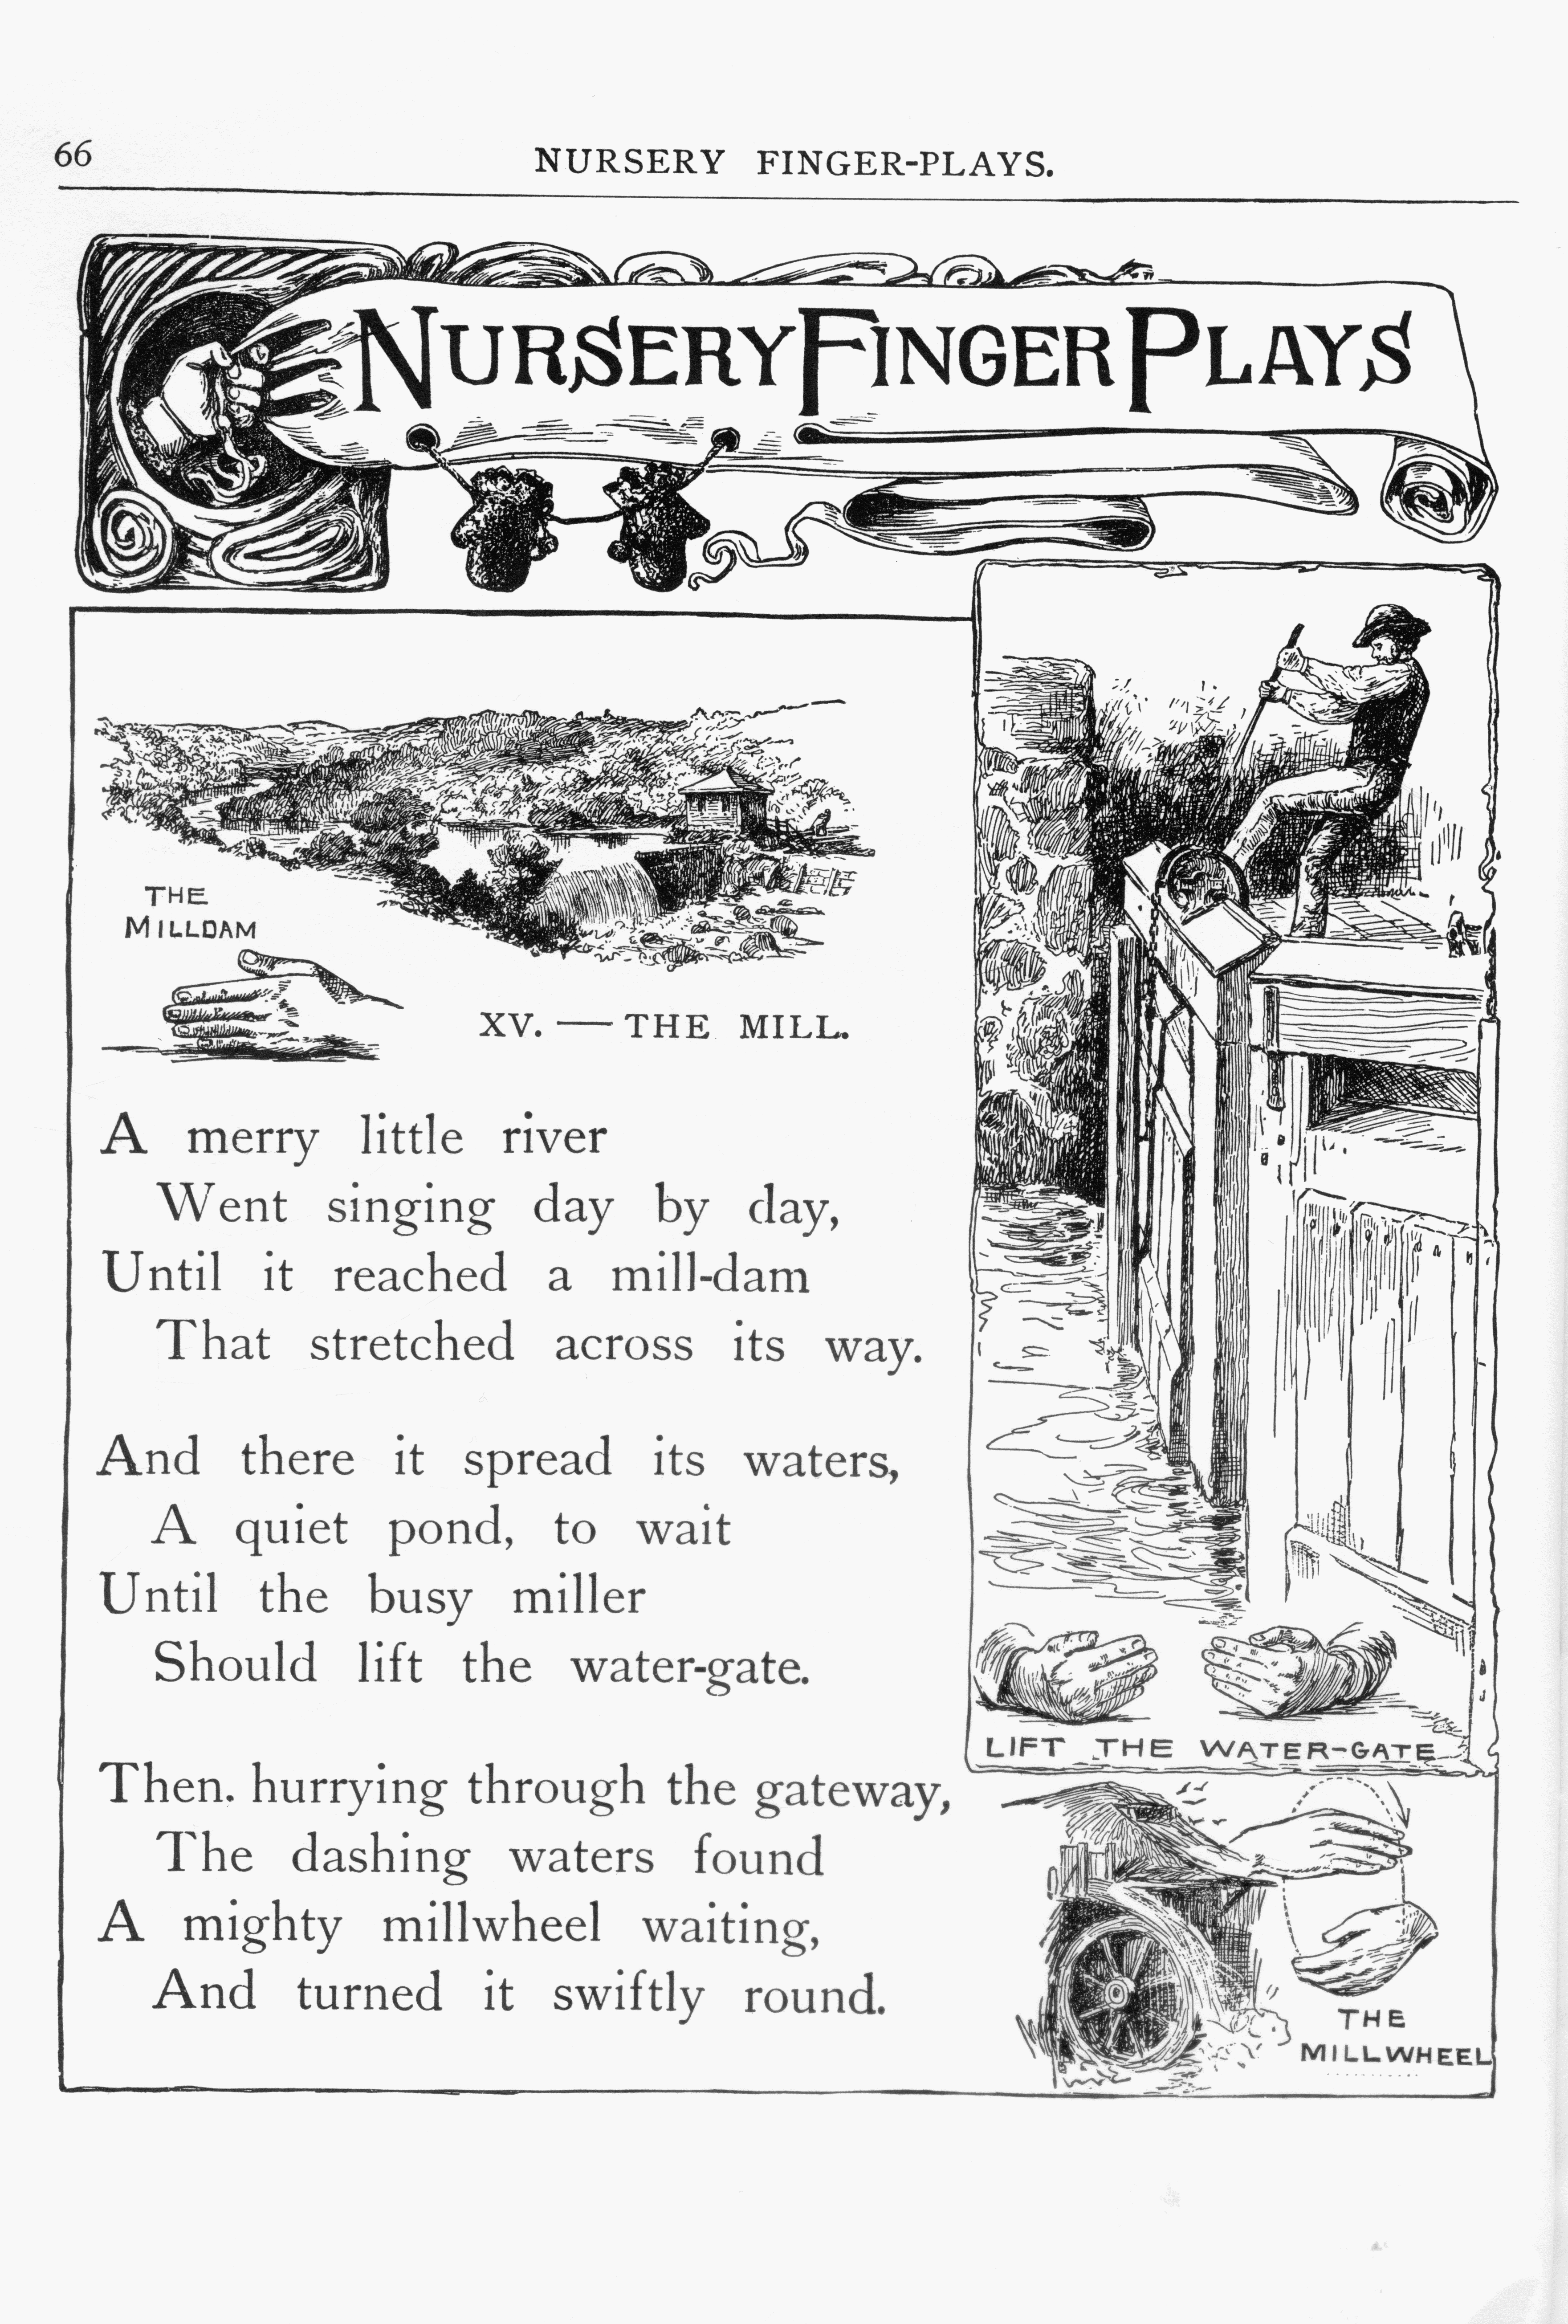 66
NURSERY FINGER-PLAYS.
NURSERY FINGER PLAYS
THE
MILLDAM
XV. — THE MILL.
A merry little river
Went singing day by day,
Until it reached a mill-dam
That stretched across its way.
And there it spread its waters,
A quiet pond, to wait
Until the busy miller
Should lift the water-gate.
Then. hurrying through the gateway,
The dashing waters found
A mighty millwheel waiting,
And turned it swiftly round.
LIFT THE WATER-GATE
THE
MILLWHEEL